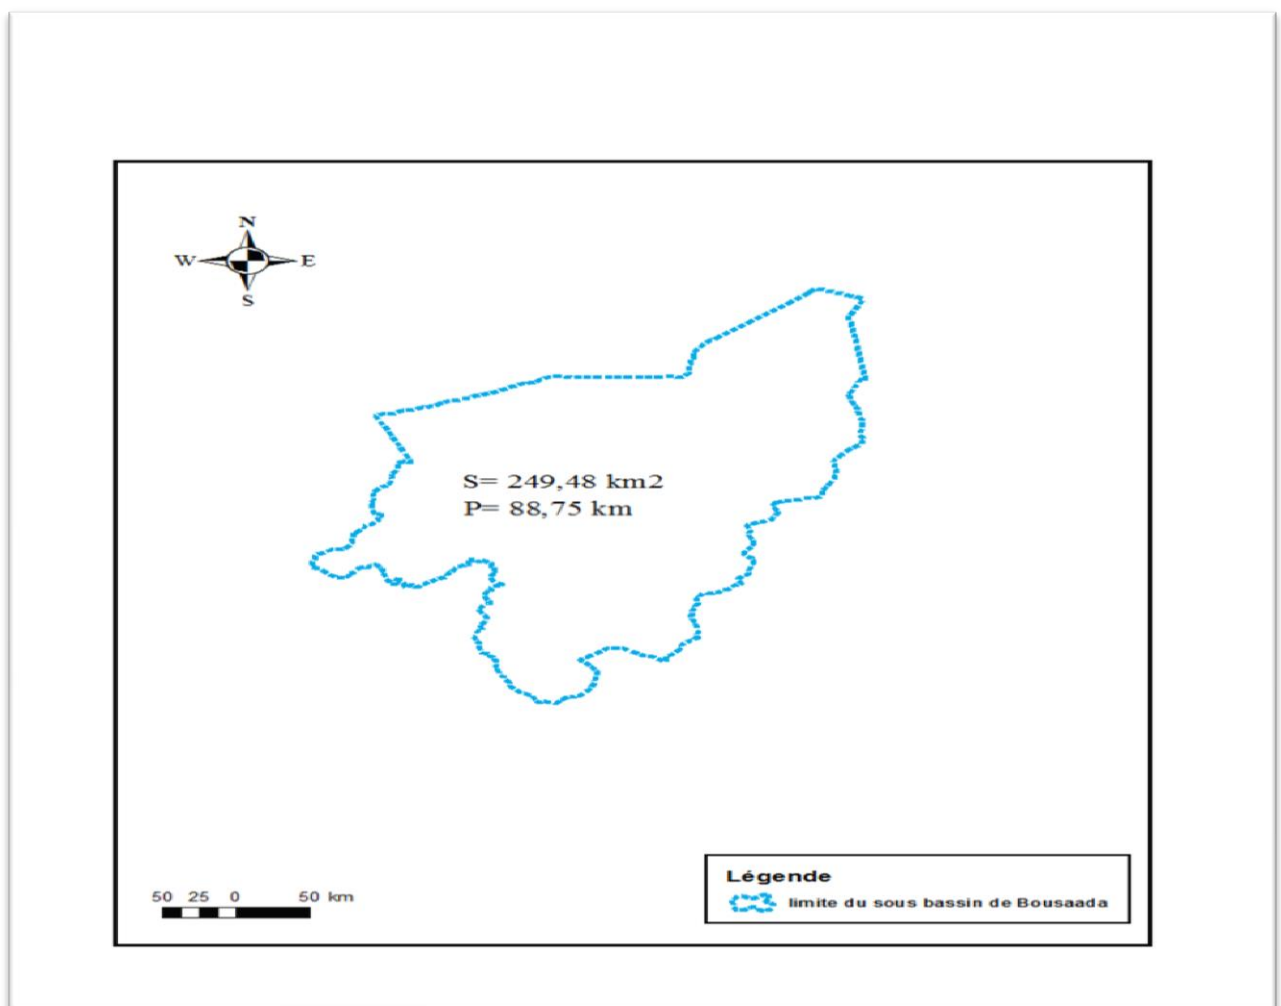 N
W E
S
S= 249,48 km2
P= 88,75 km
50 25 0 50 km
Légende
limite du sous bassin de Bousaada